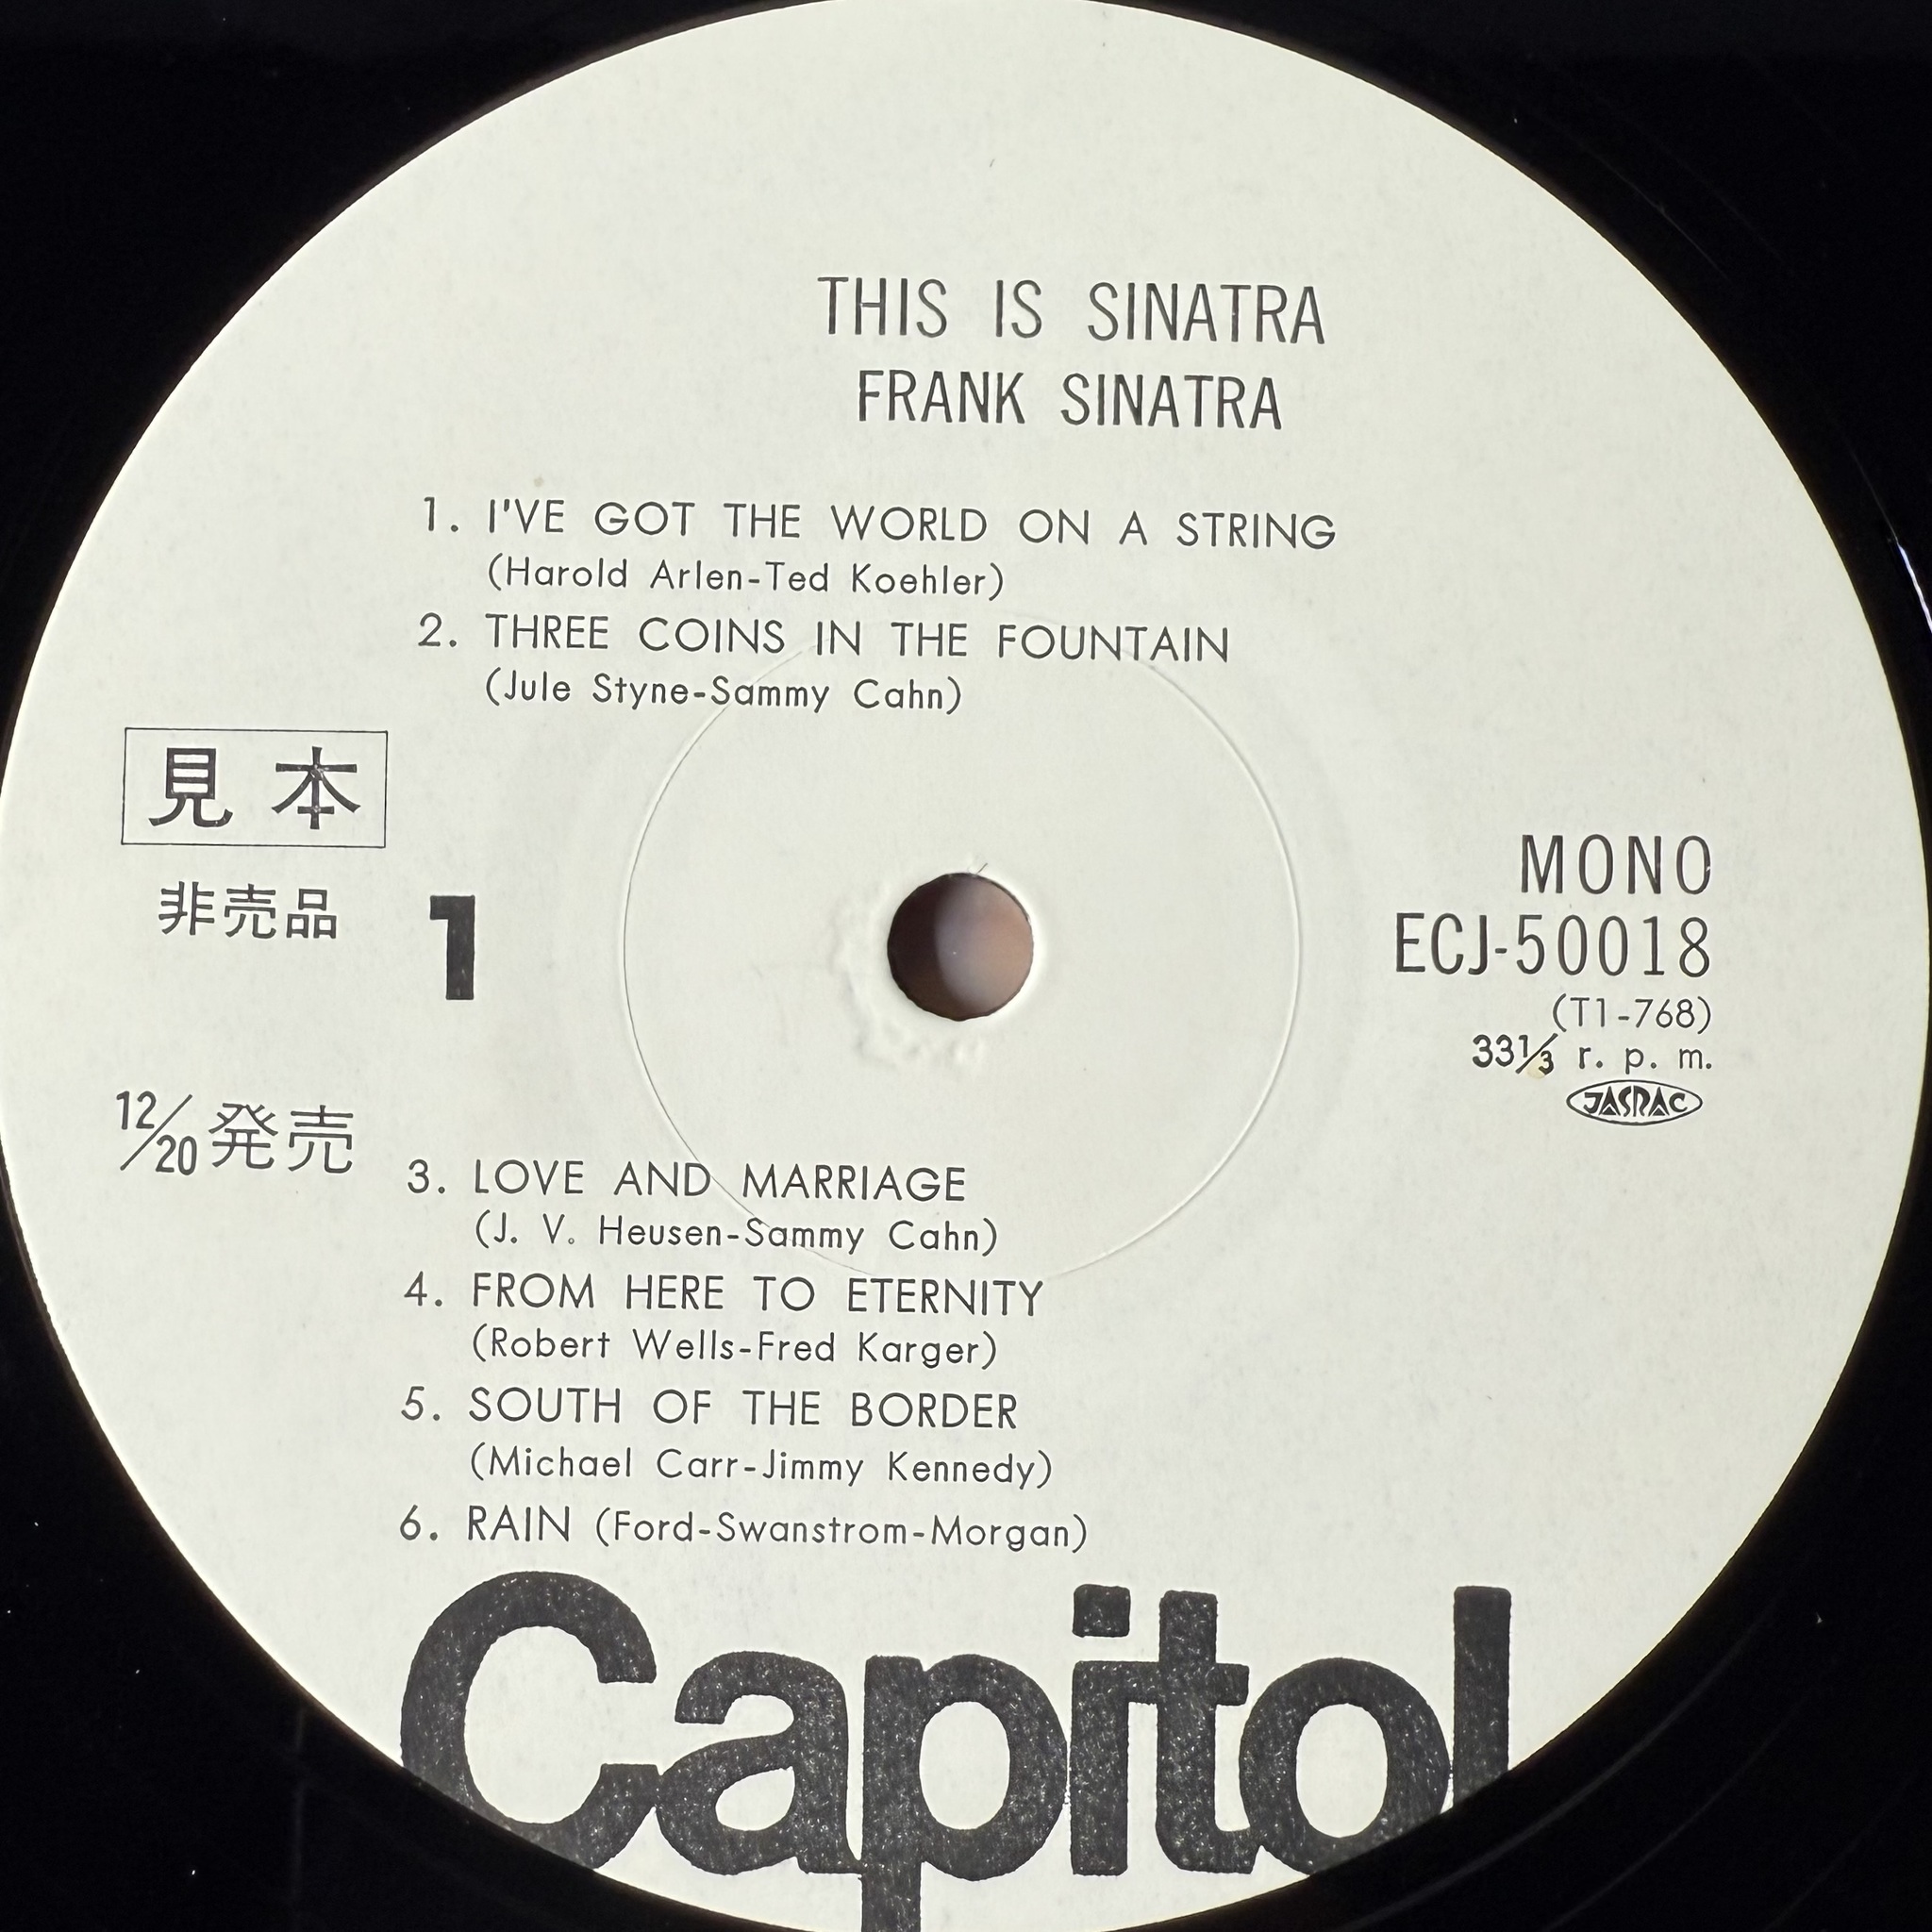 THIS IS SINATRA
FRANK SINATRA
1. I'VE GOT THE WORLD ON A STRING
(Harold Arlen-Ted Koehler)
2. THREE COINS IN THE FOUNTAIN
(Jule Styne-Sammy Cahn)
見本
非売品
1
12/20発売
MONO
ECJ-50018
(T1-768)
33⅓ r. p. m.
JASRAC
3. LOVE AND MARRIAGE
(J. V. Heusen-Sammy Cahn)
4. FROM HERE TO ETERNITY
(Robert Wells-Fred Karger)
5. SOUTH OF THE BORDER
(Michael Carr-Jimmy Kennedy)
6. RAIN (Ford-Swanstrom-Morgan)
Capitol